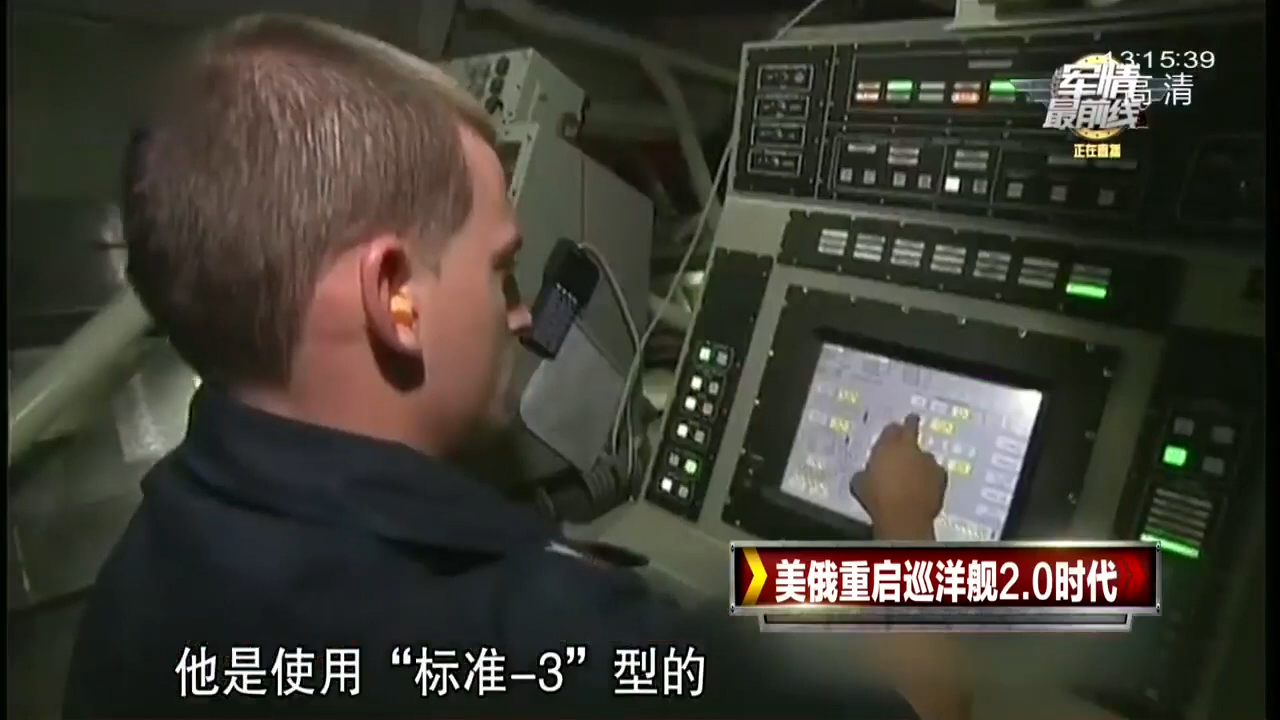 13:15:39
高清
军情
最前线
正在直播
美俄重启巡洋舰2.0时代
他是使用“标准-3”型的